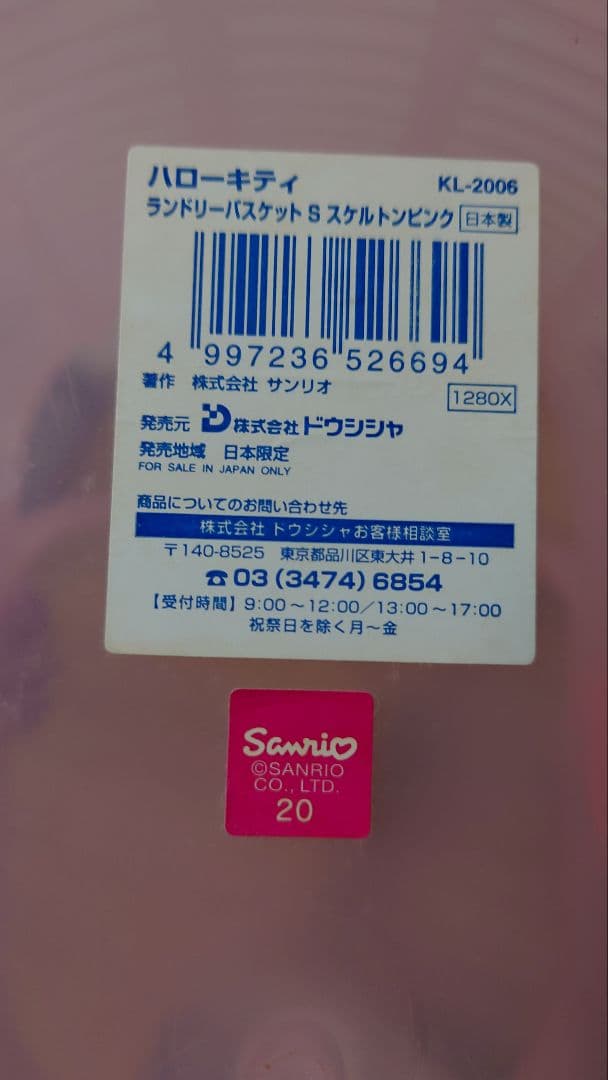 ハローキティ KL-2006
ランドリーバスケット S スケルトンピンク 日本製
4 997236 526694
著作 株式会社 サンリオ
1280X
発売元 株式会社 ドウシシャ
発売地域 日本限定
FOR SALE IN JAPAN ONLY
商品についてのお問い合わせ先
株式会社 ドウシシャお客様相談室
〒140-8525 東京都品川区東大井1-8-10
☎03(3474)6854
【受付時間】9:00〜12:00/13:00〜17:00
祝祭日を除く月〜金
Sanrio
©SANRIO
CO., LTD.
20